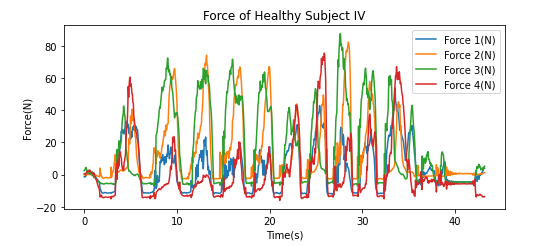 Force of Healthy Subject IV
Force 1(N)
Force 2(N)
Force 3(N)
Force 4(N)
Force(N)
80
60
40
20
0
−20
0
10
20
30
40
Time(s)